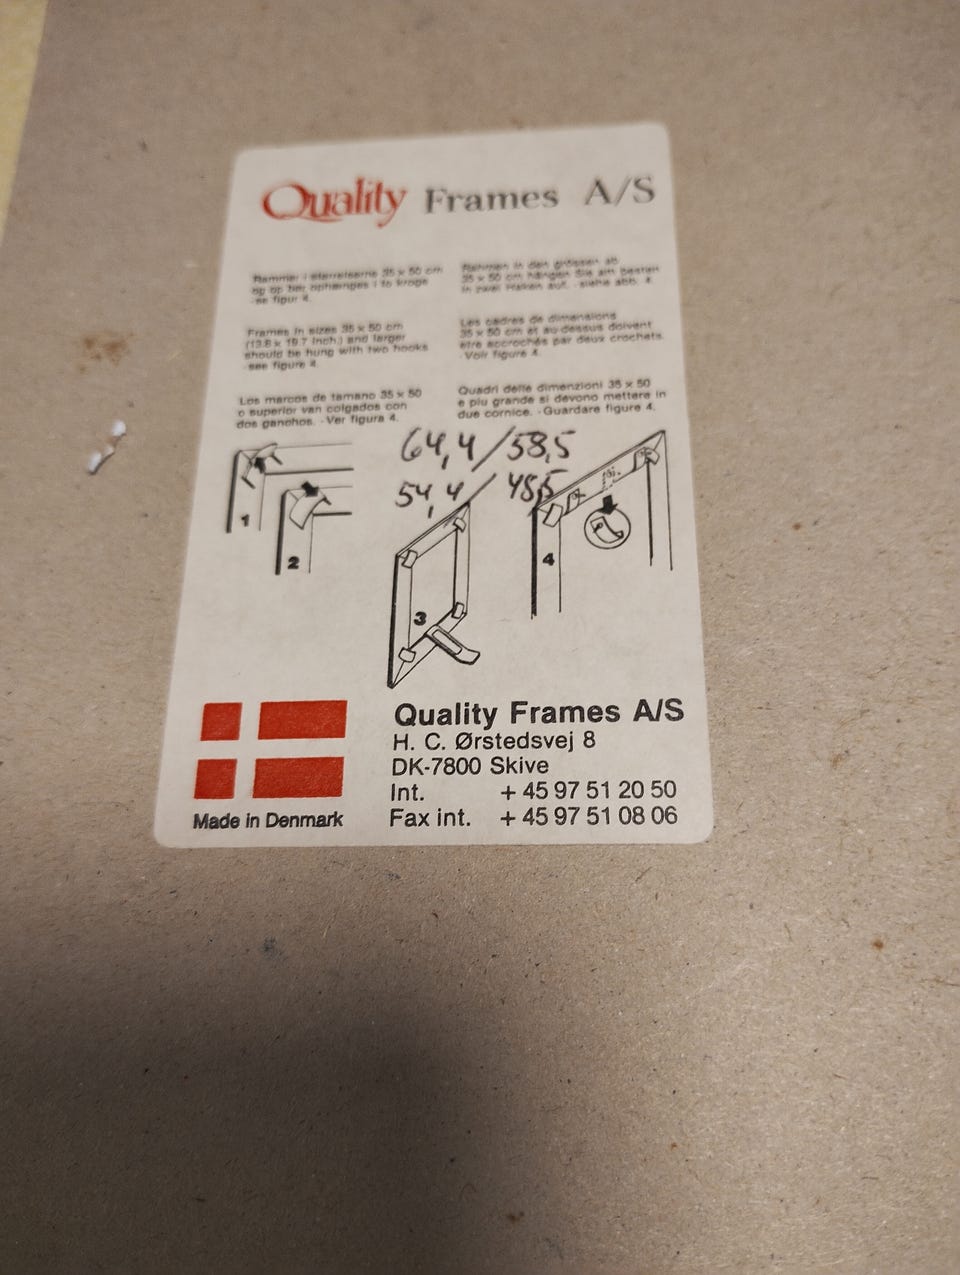 Quality Frames A/S
Rammer i størrelserne 35 x 50 cm
og op bør ophænges i to kroge
-se figur 4.
Rahmen in den grössen ab
35 x 50 cm hängen Sie am besten
in zwei Haken auf. - siehe abb. 4.
Frames in sizes 35 x 50 cm
(13.8 x 19.7 inch.) and larger
should be hung with two hooks
- see figure 4.
Les cadres de dimensions
35 x 50 cm et au-dessus doivent
etre accrochés par deux crochets.
- Voir figure 4.
Los marcos de tamano 35 x 50
o superior van colgados con
dos ganchos. - Ver figura 4.
Quadri delle dimenzioni 35 x 50
e piu grande si devono mettere in
due cornice. - Guardare figure 4.
64,4/58,5
54,4/48,5
1
2
3
4
Made in Denmark
Quality Frames A/S
H. C. Ørstedsvej 8
DK-7800 Skive
Int. + 45 97 51 20 50
Fax int. + 45 97 51 08 06